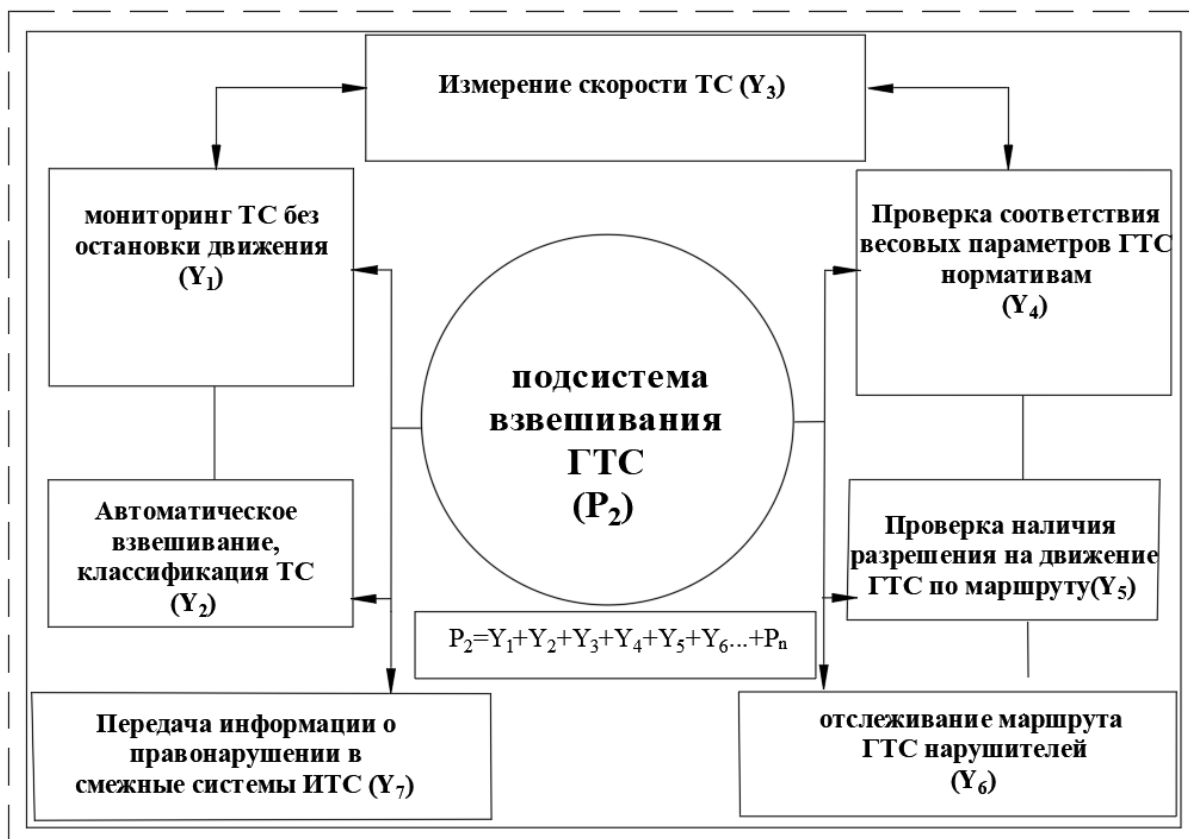 Измерение скорости ТС (Y₃)
мониторинг ТС без
остановки движения
(Y₁)
Проверка соответствия
весовых параметров ГТС
нормативам
(Y₄)
подсистема
взвешивания
ГТС
(P₂)
Автоматическое
взвешивание,
классификация ТС
(Y₂)
Проверка наличия
разрешения на движение
ГТС по маршруту(Y₅)
P₂=Y₁+Y₂+Y₃+Y₄+Y₅+Y₆...+Pₙ
Передача информации о
правонарушении в
смежные системы ИТС (Y₇)
отслеживание маршрута
ГТС нарушителей
(Y₆)